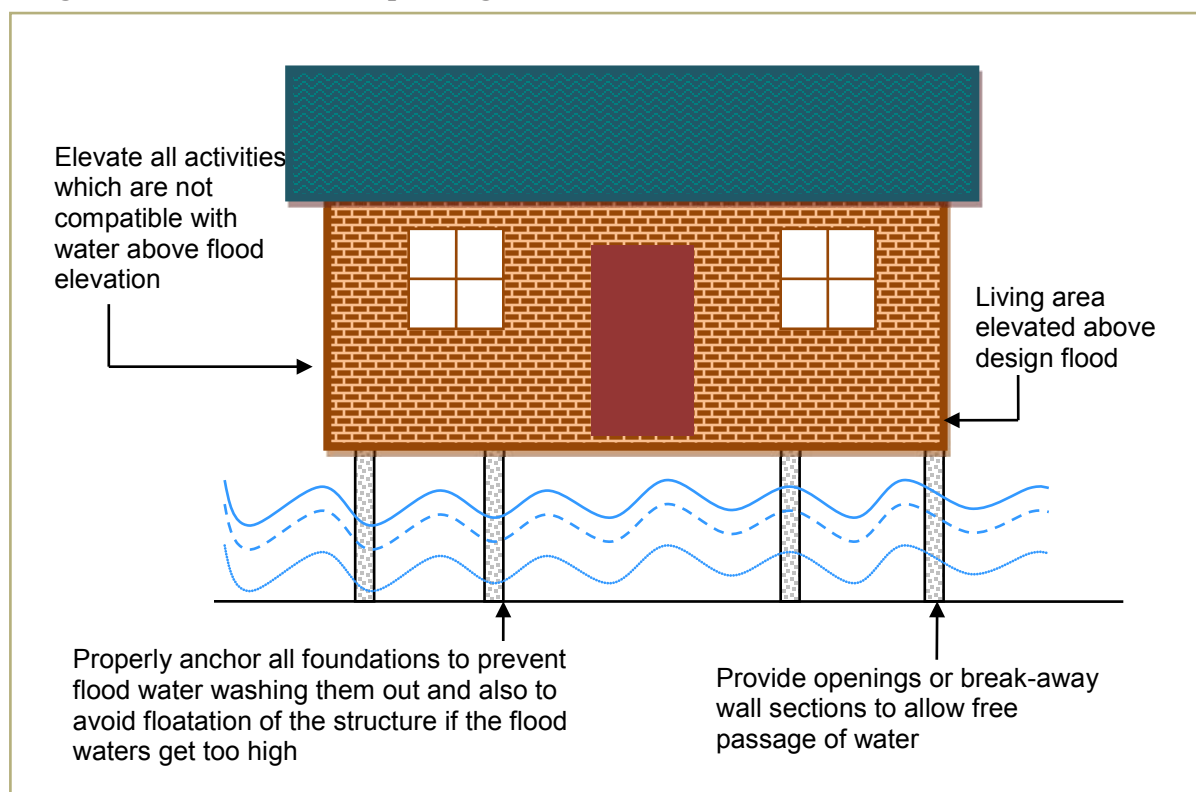 Elevate all activities
which are not
compatible with
water above flood
elevation
Living area
elevated above
design flood
Properly anchor all foundations to prevent
flood water washing them out and also to
avoid floatation of the structure if the flood
waters get too high
Provide openings or break-away
wall sections to allow free
passage of water